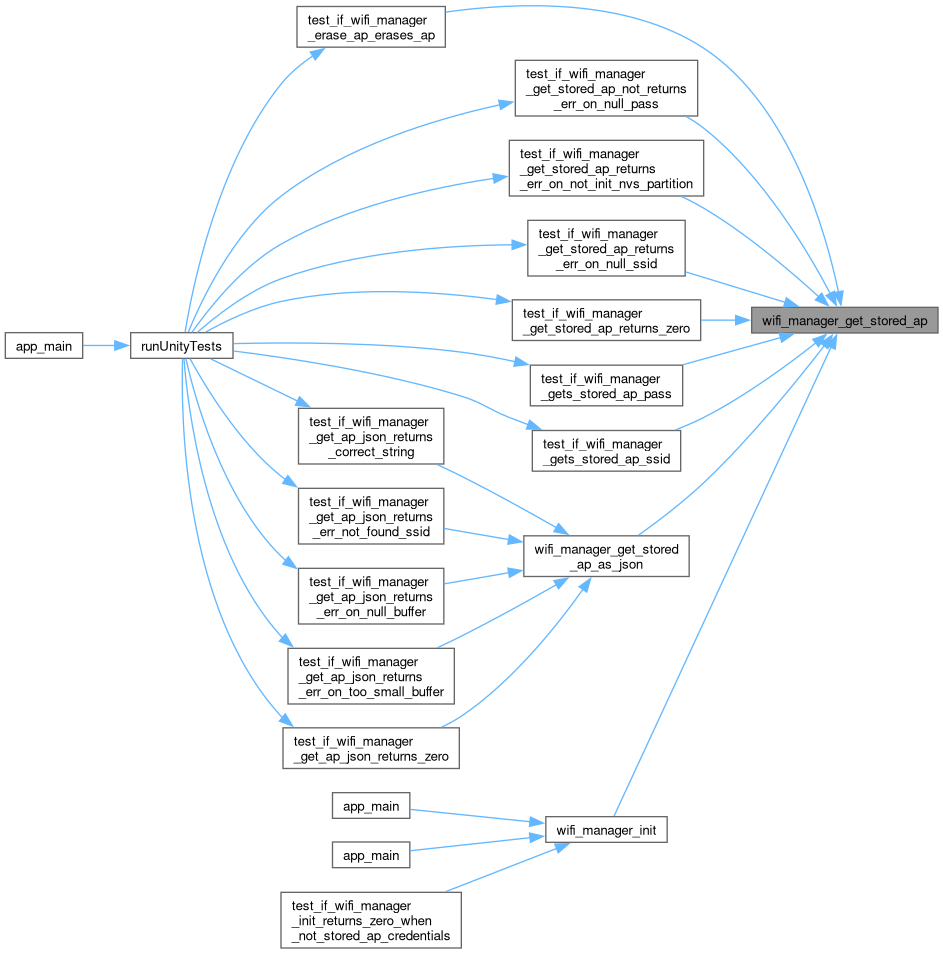 test_if_wifi_manager
_erase_ap_erases_ap
test_if_wifi_manager
_get_stored_ap_not_returns
_err_on_null_pass
test_if_wifi_manager
_get_stored_ap_returns
_err_on_not_init_nvs_partition
test_if_wifi_manager
_get_stored_ap_returns
_err_on_null_ssid
test_if_wifi_manager
_get_stored_ap_returns_zero
wifi_manager_get_stored_ap
app_main
runUnityTests
test_if_wifi_manager
_gets_stored_ap_pass
test_if_wifi_manager
_get_ap_json_returns
_correct_string
test_if_wifi_manager
_gets_stored_ap_ssid
test_if_wifi_manager
_get_ap_json_returns
_err_not_found_ssid
wifi_manager_get_stored
_ap_as_json
test_if_wifi_manager
_get_ap_json_returns
_err_on_null_buffer
test_if_wifi_manager
_get_ap_json_returns
_err_on_too_small_buffer
test_if_wifi_manager
_get_ap_json_returns_zero
app_main
wifi_manager_init
app_main
test_if_wifi_manager
_init_returns_zero_when
_not_stored_ap_credentials